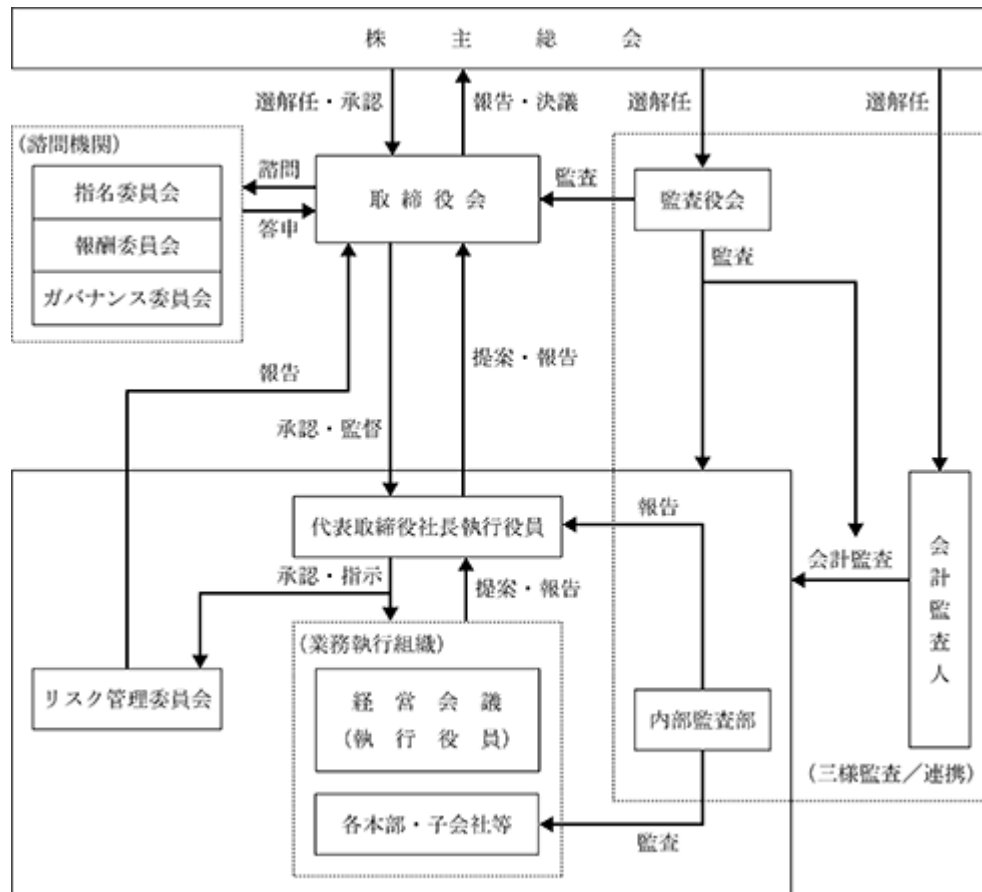 株主総会
選解任・承認
報告・決議
選解任
選解任
(諮問機関)
指名委員会
報酬委員会
ガバナンス委員会
諮問
答申
取締役会
監査
監査役会
監査
報告
提案・報告
承認・監督
代表取締役社長執行役員
報告
承認・指示
提案・報告
会計監査
会計監査人
リスク管理委員会
(業務執行組織)
経営会議
(執行役員)
各本部・子会社等
内部監査部
監査
(三様監査／連携)